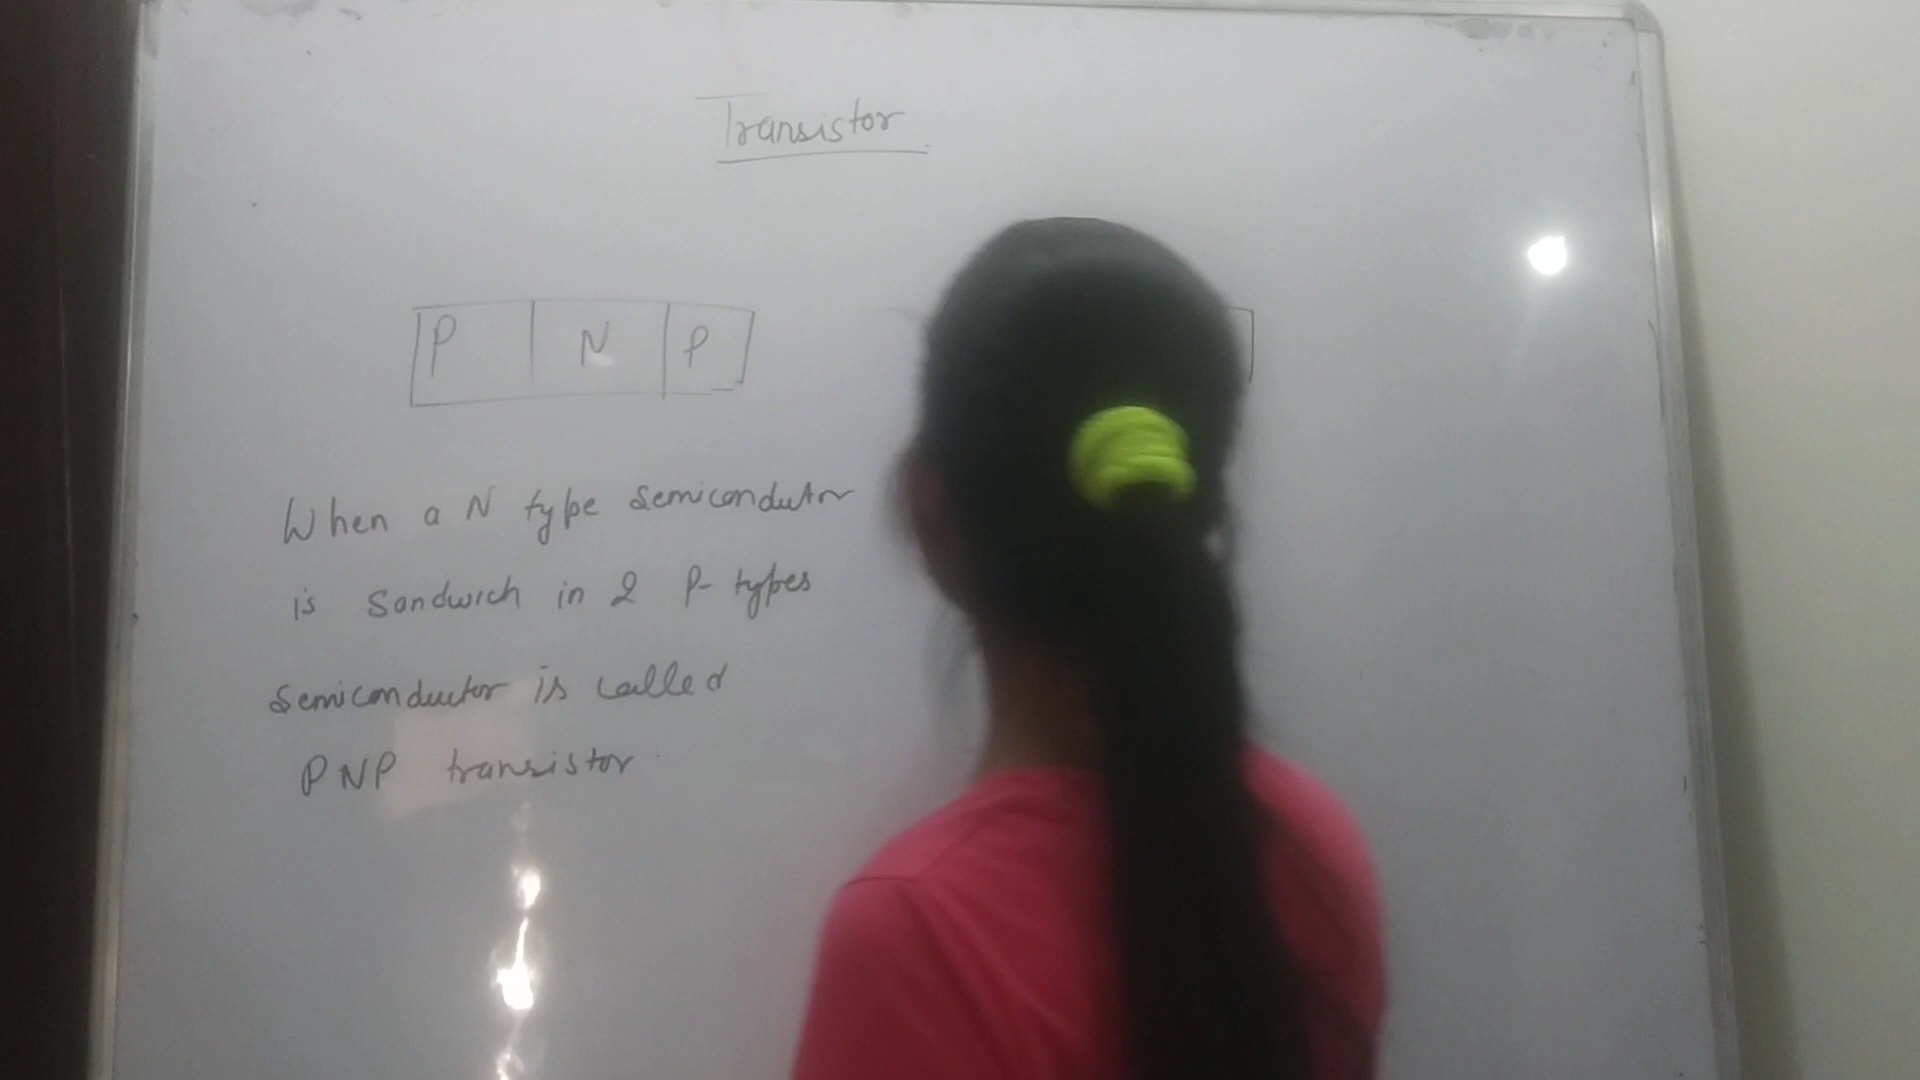 Transistor
P N P
When a N type semiconductor
is Sandwich in 2 P- types
Semiconductor is called
PNP transistor.